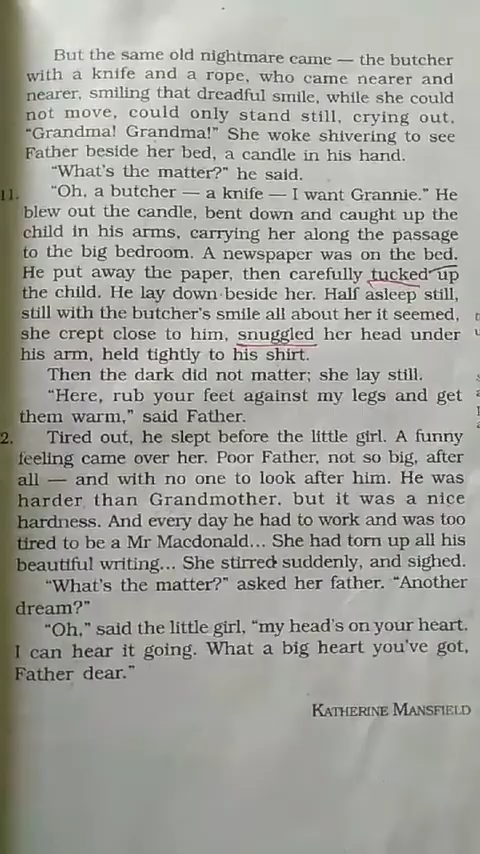 But the same old nightmare came — the butcher
with a knife and a rope, who came nearer and
nearer, smiling that dreadful smile, while she could
not move, could only stand still, crying out,
"Grandma! Grandma!" She woke shivering to see
Father beside her bed, a candle in his hand.
"What's the matter?" he said.
11. "Oh, a butcher — a knife — I want Grannie." He
blew out the candle, bent down and caught up the
child in his arms, carrying her along the passage
to the big bedroom. A newspaper was on the bed.
He put away the paper, then carefully tucked up
the child. He lay down beside her. Half asleep still,
still with the butcher's smile all about her it seemed,
she crept close to him, snuggled her head under
his arm, held tightly to his shirt.
Then the dark did not matter; she lay still.
"Here, rub your feet against my legs and get
them warm," said Father.
2. Tired out, he slept before the little girl. A funny
feeling came over her. Poor Father, not so big, after
all — and with no one to look after him. He was
harder than Grandmother, but it was a nice
hardness. And every day he had to work and was too
tired to be a Mr Macdonald... She had torn up all his
beautiful writing... She stirred suddenly, and sighed.
"What's the matter?" asked her father. "Another
dream?"
"Oh," said the little girl, "my head's on your heart.
I can hear it going. What a big heart you've got,
Father dear."
KATHERINE MANSFIELD